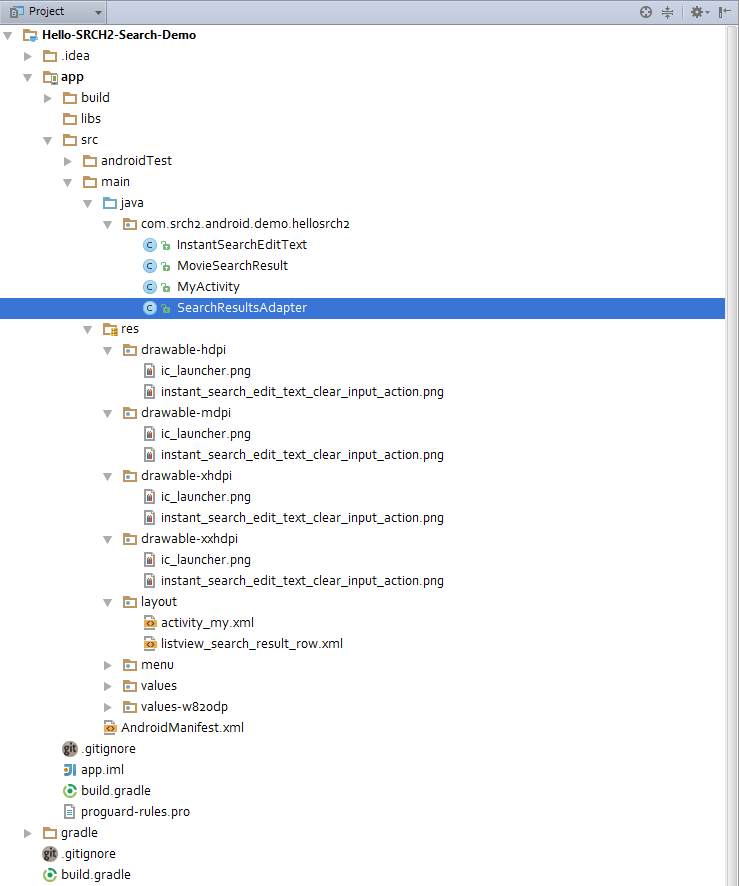 Project
Hello-SRCH2-Search-Demo
.idea
app
build
libs
src
androidTest
main
java
com.srch2.android.demo.hellosrch2
C InstantSearchEditText
C MovieSearchResult
C MyActivity
C SearchResultsAdapter
res
drawable-hdpi
ic_launcher.png
instant_search_edit_text_clear_input_action.png
drawable-mdpi
ic_launcher.png
instant_search_edit_text_clear_input_action.png
drawable-xhdpi
ic_launcher.png
instant_search_edit_text_clear_input_action.png
drawable-xxhdpi
ic_launcher.png
instant_search_edit_text_clear_input_action.png
layout
activity_my.xml
listview_search_result_row.xml
menu
values
values-w820dp
AndroidManifest.xml
git .gitignore
app.iml
build.gradle
proguard-rules.pro
gradle
git .gitignore
build.gradle